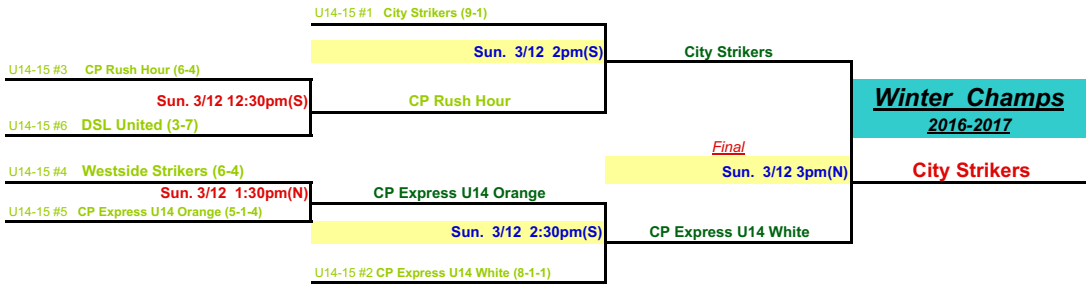 U14-15 #1 City Strikers (9-1)
Sun. 3/12 2pm(S)
City Strikers
U14-15 #3 CP Rush Hour (6-4)
Sun. 3/12 12:30pm(S)
CP Rush Hour
Winter Champs
2016-2017
U14-15 #6 DSL United (3-7)
Final
U14-15 #4 Westside Strikers (6-4)
Sun. 3/12 3pm(N)
City Strikers
Sun. 3/12 1:30pm(N)
CP Express U14 Orange
U14-15 #5 CP Express U14 Orange (5-1-4)
Sun. 3/12 2:30pm(S)
CP Express U14 White
U14-15 #2 CP Express U14 White (8-1-1)